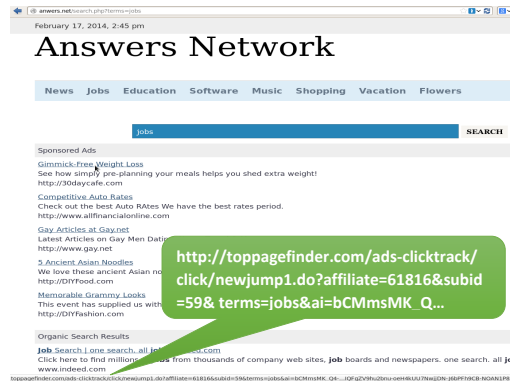 anwers.net/search.php?terms=jobs
February 17, 2014, 2:45 pm
Answers Network
News Jobs Education Software Music Shopping Vacation Flowers
jobs SEARCH
Sponsored Ads
Gimmick-Free Weight Loss
See how simply pre-planning your meals helps you shed extra weight!
http://30daycafe.com
Competitive Auto Rates
Check out the best Auto RAtes We have the best rates period.
http://www.allfinancialonline.com
Gay Articles at Gay.net
Latest Articles on Gay Men
http://www.gay.net
5 Ancient Asian Noodles
We love these ancient Asian
http://DIYFood.com
Memorable Grammy Looks
This event has supplied us with
http://DIYFashion.com
http://toppagefinder.com/ads-clicktrack/
click/newjump1.do?affiliate=61816&subid
=59& terms=jobs&ai=bCMmsMK_Q...
Organic Search Results
Job Search | one search. all
Click here to find millions from thousands of company web sites, job boards and newspapers. one search. all
www.indeed.com